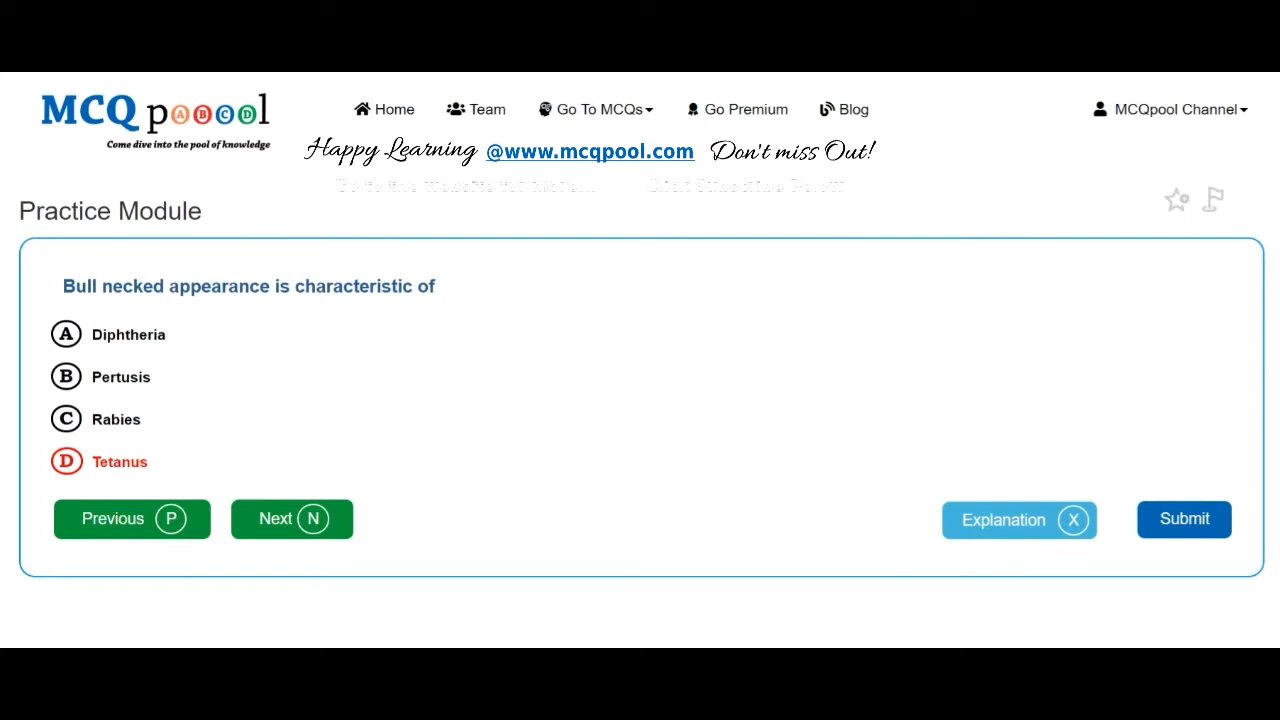 MCQ pABCDl
Come dive into the pool of knowledge
Home Team Go To MCQs Go Premium Blog MCQpool Channel
Happy Learning @www.mcqpool.com Don't miss Out!
Practice Module
Bull necked appearance is characteristic of
A Diphtheria
B Pertusis
C Rabies
D Tetanus
Previous P Next N Explanation X Submit